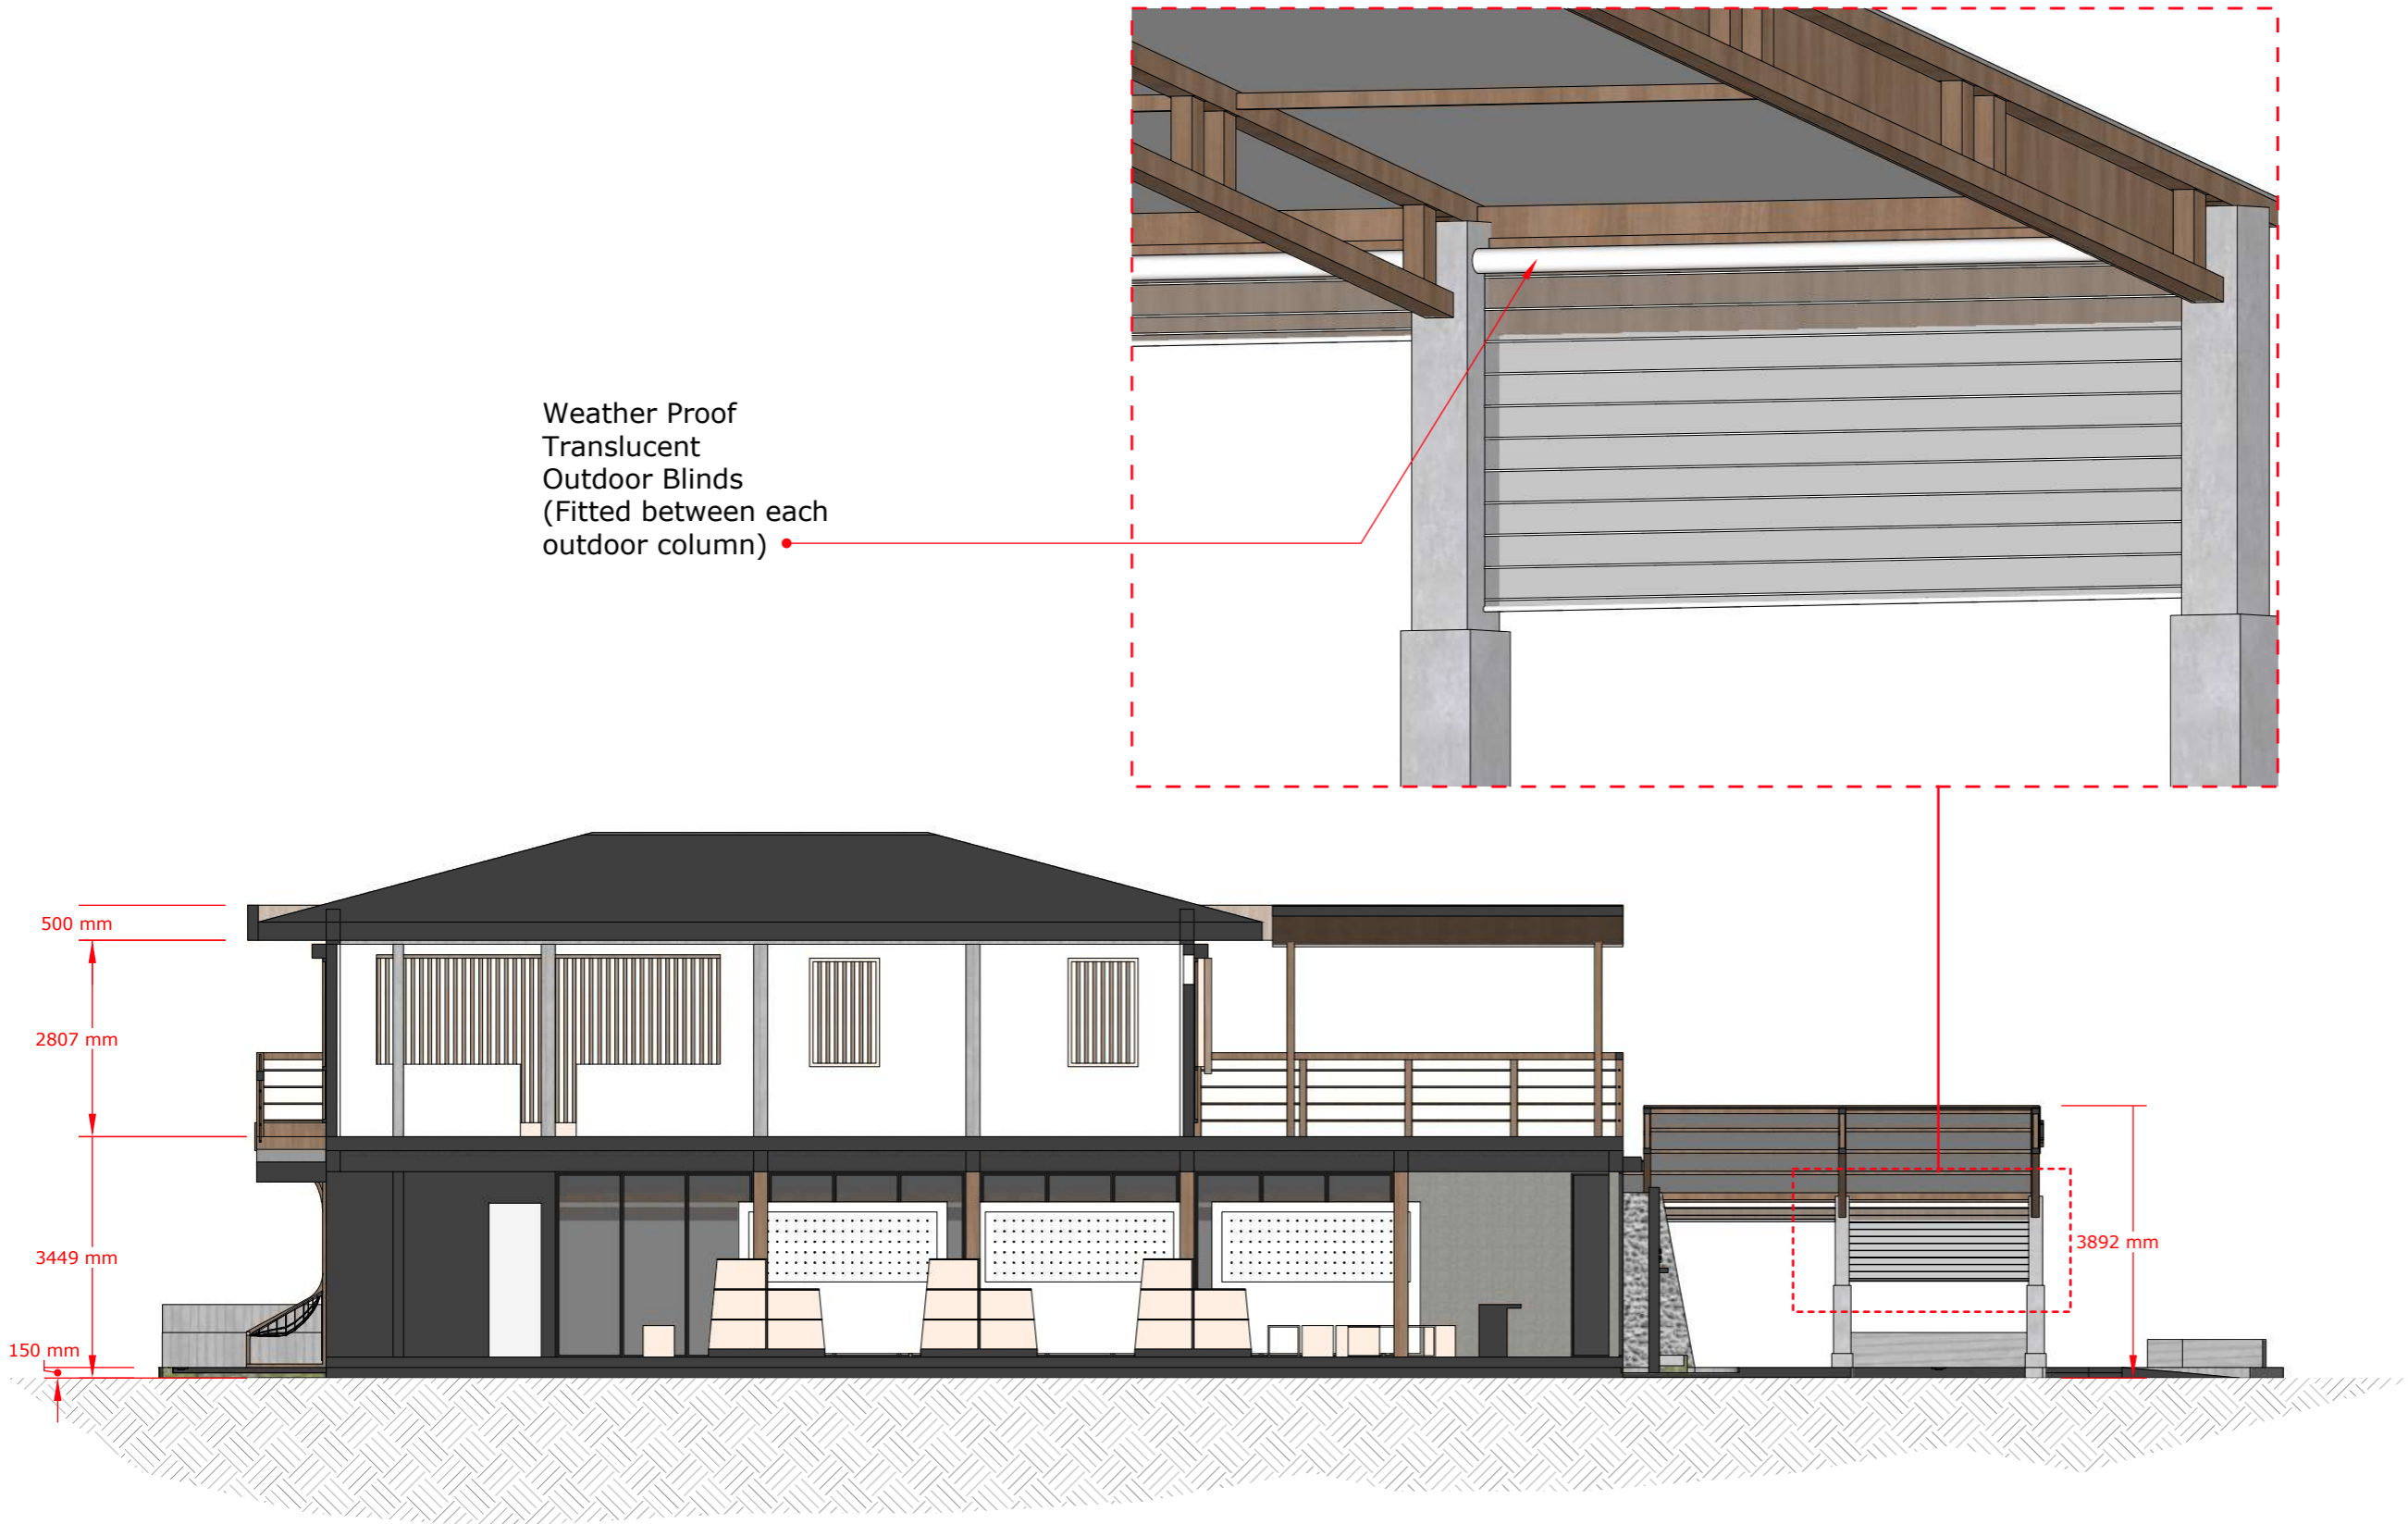 Weather Proof
Translucent
Outdoor Blinds
(Fitted between each
outdoor column)
500 mm
2807 mm
3449 mm
150 mm
3892 mm